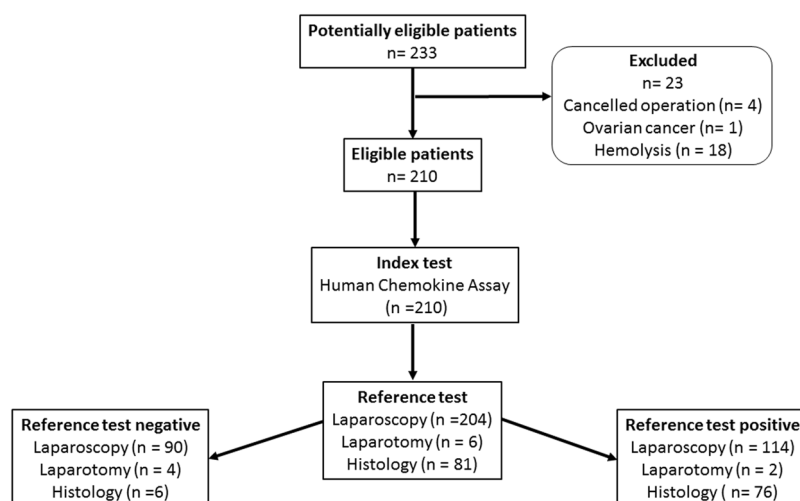 Potentially eligible patients
n= 233
Excluded
n= 23
Cancelled operation (n= 4)
Ovarian cancer (n= 1)
Hemolysis (n = 18)
Eligible patients
n= 210
Index test
Human Chemokine Assay
(n =210)
Reference test
Laparoscopy (n =204)
Laparotomy (n = 6)
Histology (n = 81)
Reference test negative
Laparoscopy (n = 90)
Laparotomy (n = 4)
Histology (n =6)
Reference test positive
Laparoscopy (n = 114)
Laparotomy (n = 2)
Histology ( n= 76)